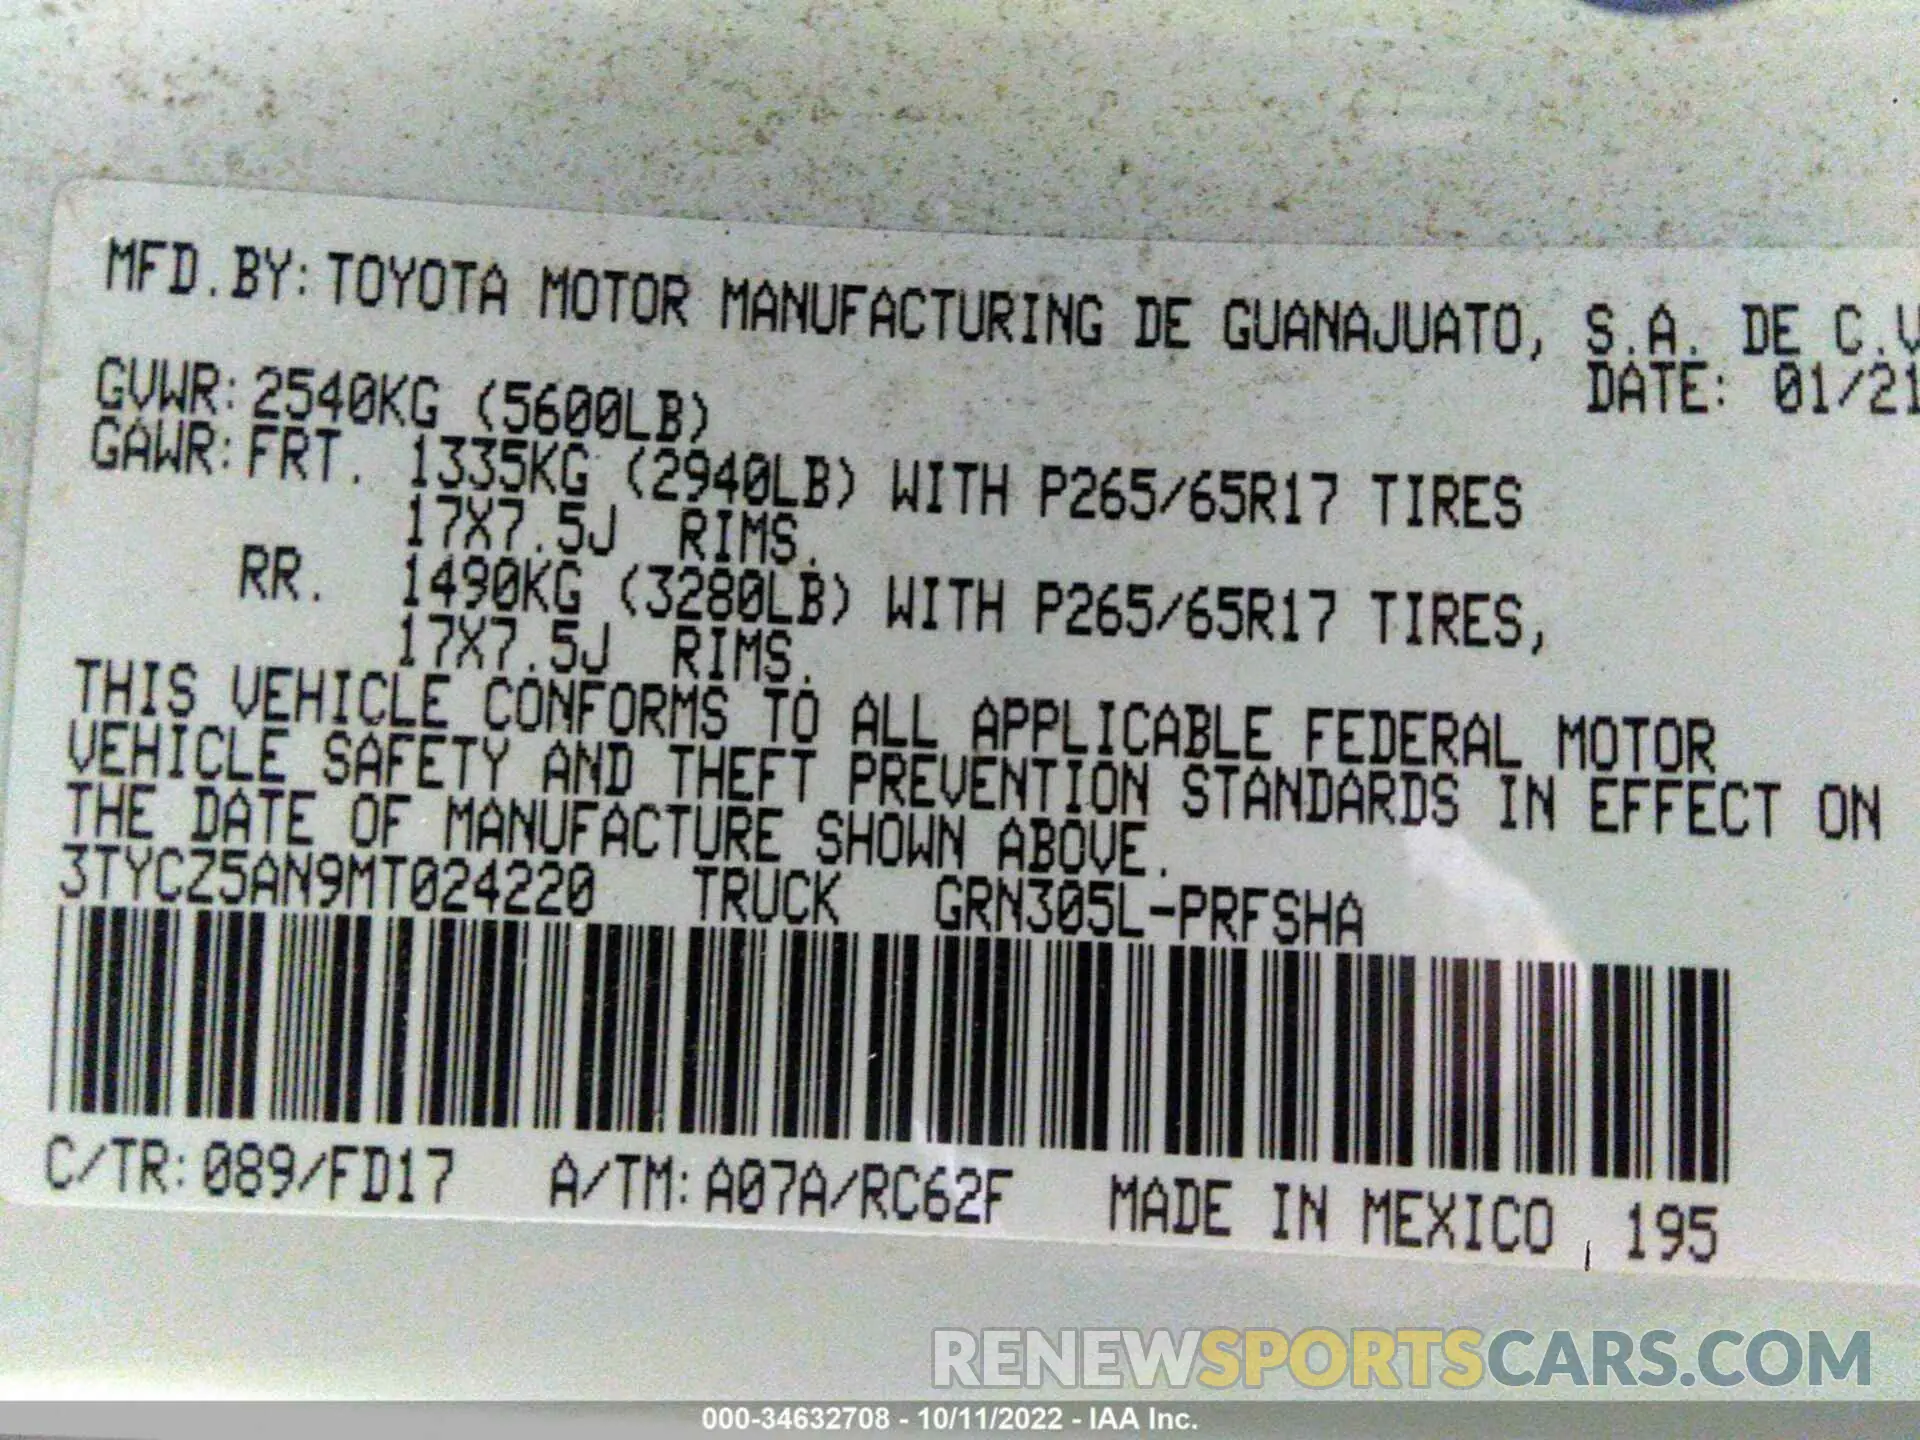 MFD.BY: TOYOTA MOTOR MANUFACTURING DE GUANAJUATO, S.A. DE C.V
GVWR: 2540KG (5600LB) DATE: 01/21
GAWR: FRT. 1335KG (2940LB) WITH P265/65R17 TIRES
17X7.5J RIMS.
RR. 1490KG (3280LB) WITH P265/65R17 TIRES,
17X7.5J RIMS.
THIS VEHICLE CONFORMS TO ALL APPLICABLE FEDERAL MOTOR
VEHICLE SAFETY AND THEFT PREVENTION STANDARDS IN EFFECT ON
THE DATE OF MANUFACTURE SHOWN ABOVE.
3TYCZ5AN9MT024220 TRUCK GRN305L-PRFSHA
C/TR: 089/FD17 A/TM: A07A/RC62F MADE IN MEXICO 195
RENEWSPORTSCARS.COM
000-34632708 - 10/11/2022 - IAA Inc.